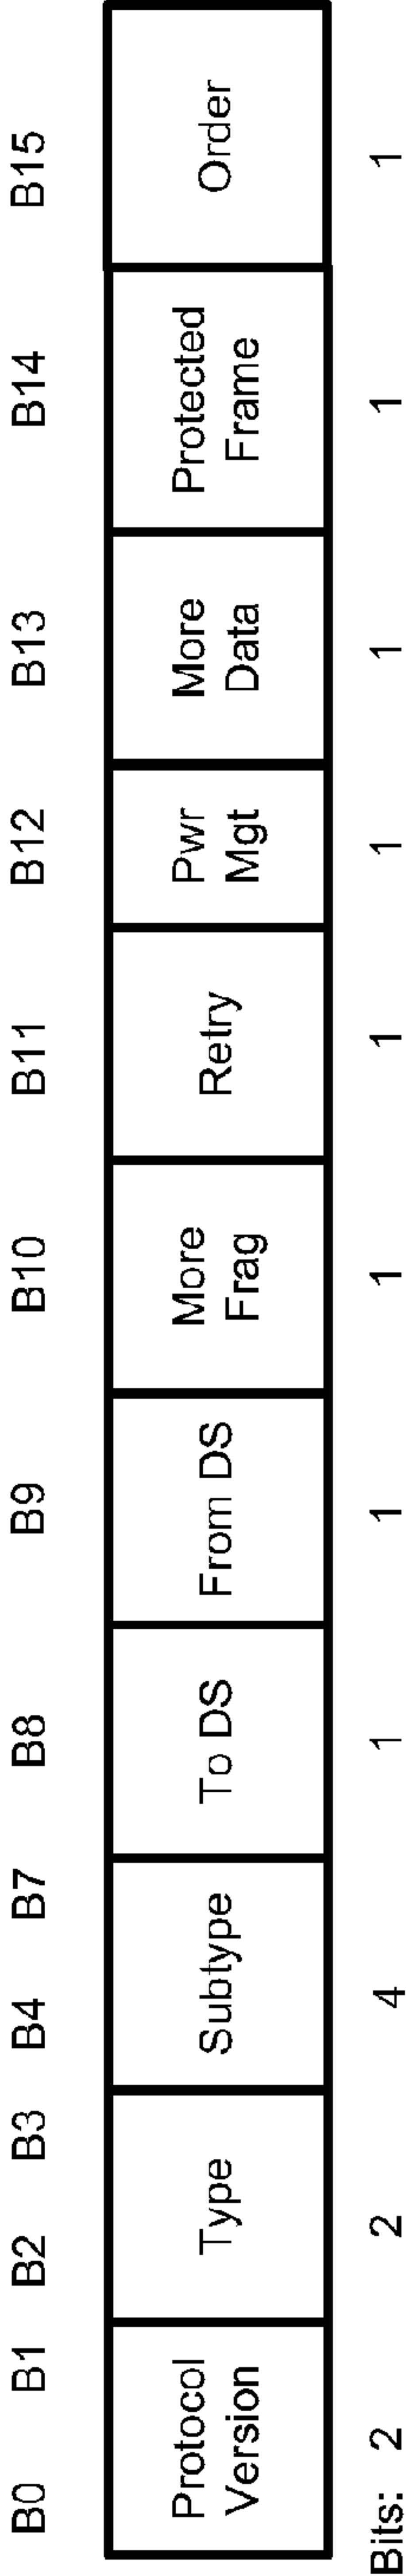 B0 B1 B2 B3 B4 B7 B8 B9 B10 B11 B12 B13 B14 B15
Protocol
Version
Type
Subtype
To DS
From DS
More
Frag
Retry
Pwr
Mgt
More
Data
Protected
Frame
Order
Bits: 2 2 4 1 1 1 1 1 1 1 1